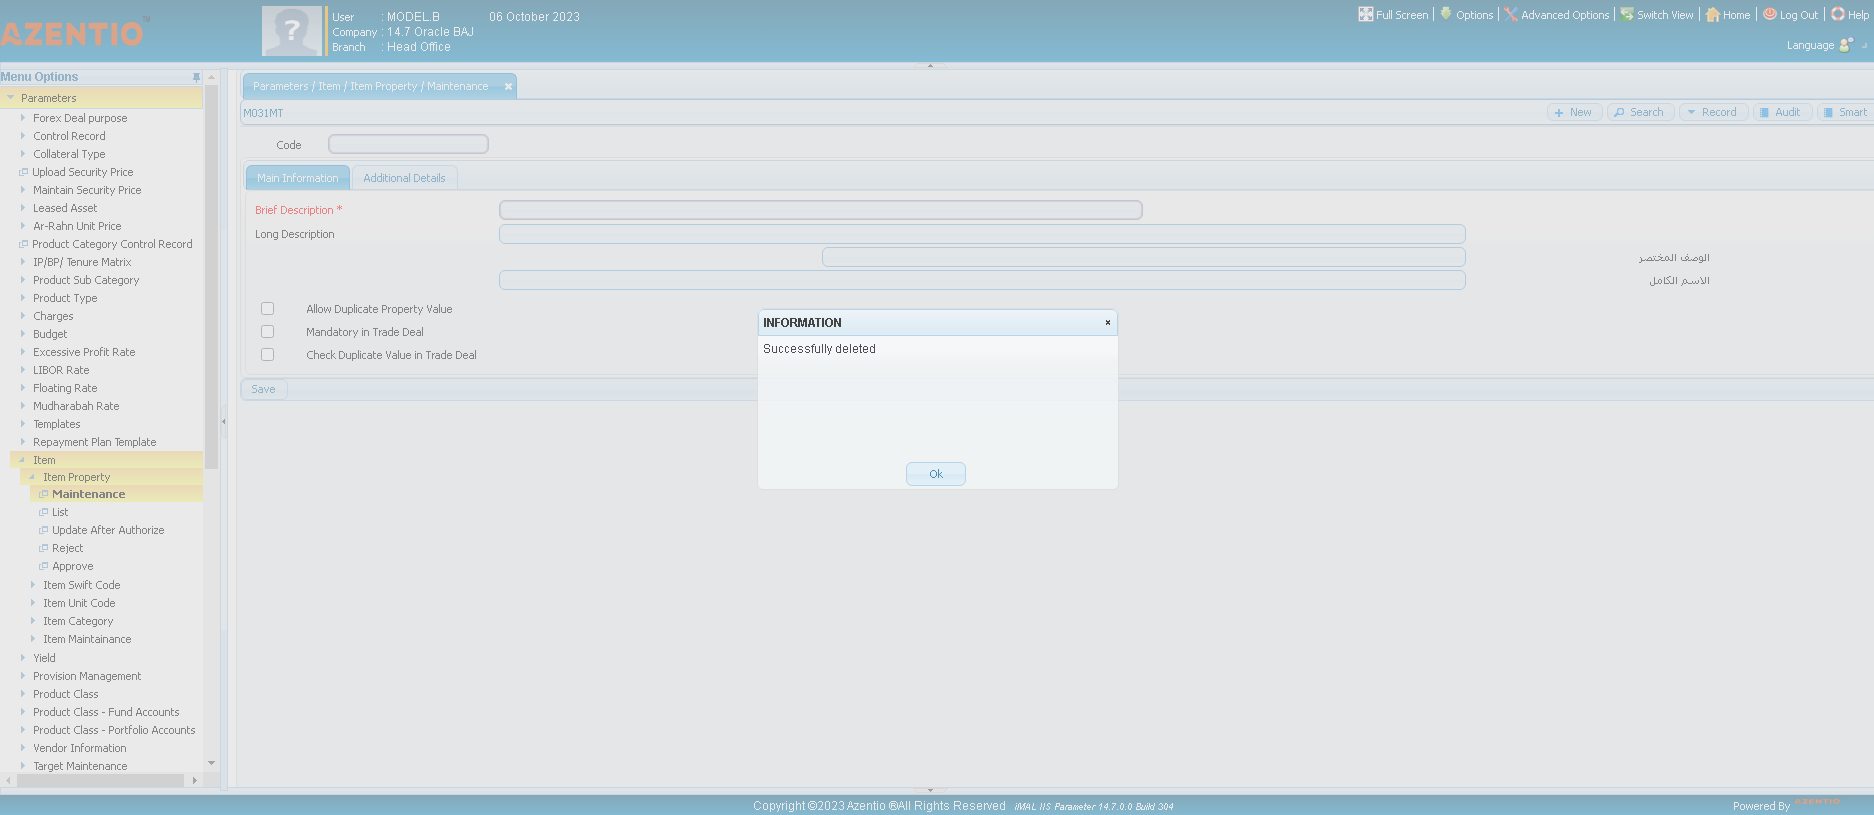 AZENTIO™
User : MODEL.B 06 October 2023
Company : 14.7 Oracle BAJ
Branch : Head Office
Full Screen Options Advanced Options Switch View Home Log Out Help
Language
Menu Options
Parameters
Forex Deal purpose
Control Record
Collateral Type
Upload Security Price
Maintain Security Price
Leased Asset
Ar-Rahn Unit Price
Product Category Control Record
IP/BP/ Tenure Matrix
Product Sub Category
Product Type
Charges
Budget
Excessive Profit Rate
LIBOR Rate
Floating Rate
Mudharabah Rate
Templates
Repayment Plan Template
Item
Item Property
Maintenance
List
Update After Authorize
Reject
Approve
Item Swift Code
Item Unit Code
Item Category
Item Maintainance
Yield
Provision Management
Product Class
Product Class - Fund Accounts
Product Class - Portfolio Accounts
Vendor Information
Target Maintenance
Parameters / Item / Item Property / Maintenance
M031MT
New Search Record Audit Smart
Code
Main Information Additional Details
Brief Description *
Long Description
الوصف المختصر
الاسم الكامل
Allow Duplicate Property Value
Mandatory in Trade Deal
Check Duplicate Value in Trade Deal
Save
INFORMATION
Successfully deleted
Ok
Copyright ©2023 Azentio ®All Rights Reserved iMAL IIS Parameter 14.7.0.0 Build 304
Powered By AZENTIO